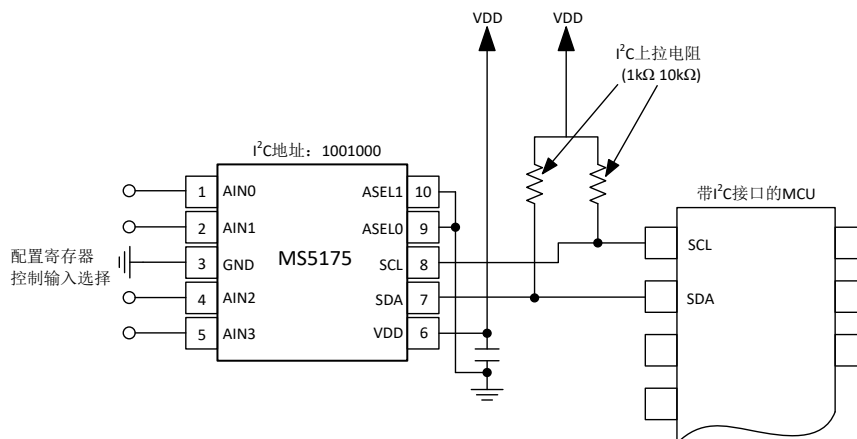 VDD
VDD
I²C上拉电阻
(1kΩ 10kΩ)
I²C地址：1001000
带I²C接口的MCU
配置寄存器
控制输入选择
MS5175
1 AIN0
2 AIN1
3 GND
4 AIN2
5 AIN3
ASEL1 10
ASEL0 9
SCL 8
SDA 7
VDD 6
SCL
SDA